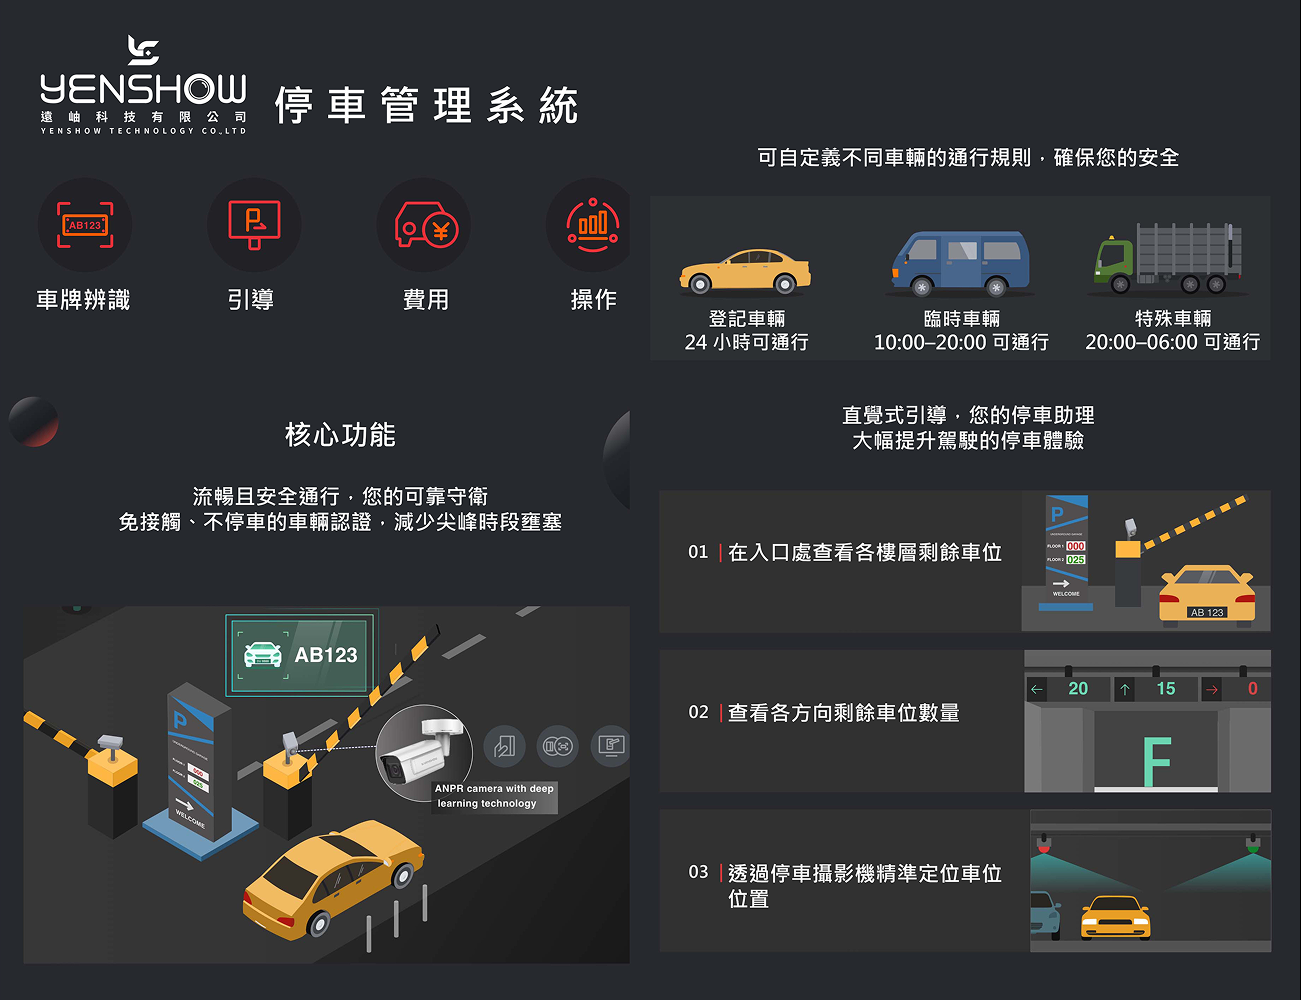 YENSHOW
遠岫科技有限公司
YENSHOW TECHNOLOGY CO.,LTD
停車管理系統
AB123
車牌辨識
引導
¥
費用
操作
核心功能
流暢且安全通行，您的可靠守衛
免接觸、不停車的車輛認證，減少尖峰時段壅塞
AB123
P
FLOOR 1 000
FLOOR 2 025
WELCOME
ANPR camera with deep
learning technology
可自定義不同車輛的通行規則，確保您的安全
登記車輛
24 小時可通行
臨時車輛
10:00–20:00 可通行
特殊車輛
20:00–06:00 可通行
直覺式引導，您的停車助理
大幅提升駕駛的停車體驗
01 | 在入口處查看各樓層剩餘車位
P
FLOOR 1 000
FLOOR 2 025
WELCOME
AB 123
02 | 查看各方向剩餘車位數量
← 20 ↑ 15 → 0
F
03 | 透過停車攝影機精準定位車位
位置